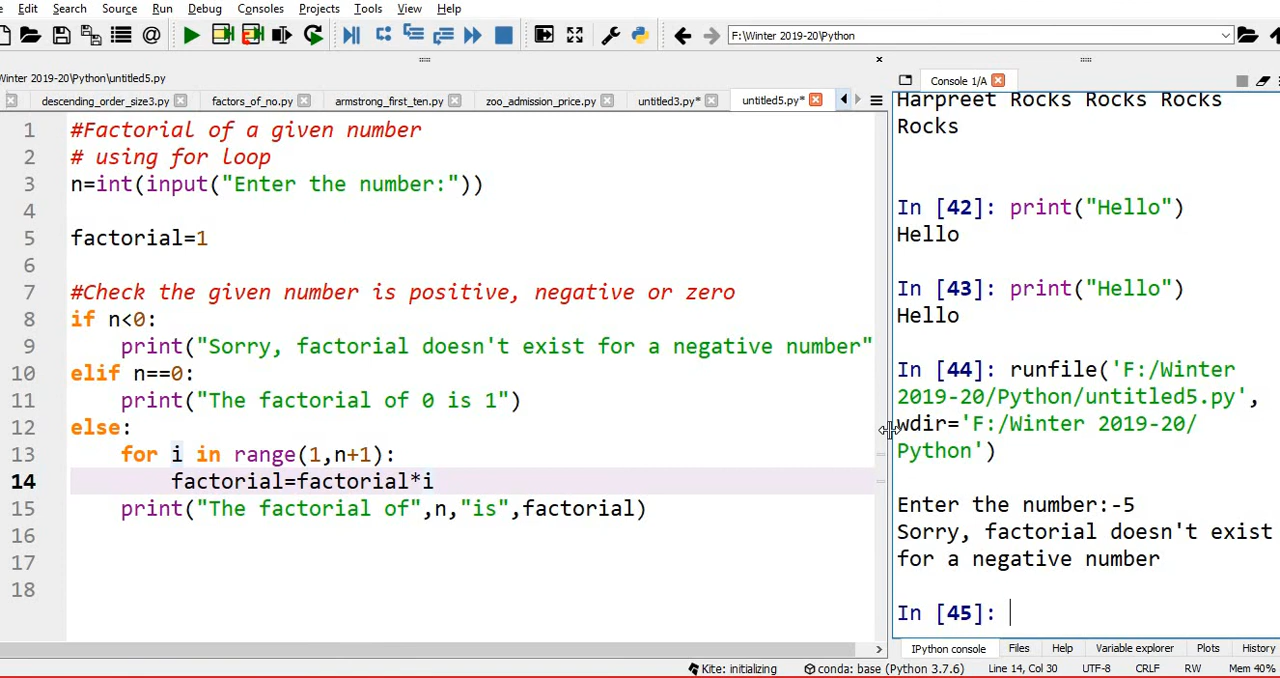 Edit Search Source Run Debug Consoles Projects Tools View Help
@ F:\Winter 2019-20\Python
Winter 2019-20\Python\untitled5.py
descending_order_size3.py factors_of_no.py armstrong_first_ten.py zoo_admission_price.py untitled3.py* untitled5.py*
1 #Factorial of a given number
2 # using for loop
3 n=int(input("Enter the number:"))
4
5 factorial=1
6
7 #Check the given number is positive, negative or zero
8 if n<0:
9 print("Sorry, factorial doesn't exist for a negative number"
10 elif n==0:
11 print("The factorial of 0 is 1")
12 else:
13 for i in range(1,n+1):
14 factorial=factorial*i
15 print("The factorial of",n,"is",factorial)
16
17
18
Console 1/A
Harpreet Rocks Rocks Rocks
Rocks
In [42]: print("Hello")
Hello
In [43]: print("Hello")
Hello
In [44]: runfile('F:/Winter
2019-20/Python/untitled5.py',
wdir='F:/Winter 2019-20/
Python')
Enter the number:-5
Sorry, factorial doesn't exist
for a negative number
In [45]:
IPython console Files Help Variable explorer Plots History
Kite: initializing conda: base (Python 3.7.6) Line 14, Col 30 UTF-8 CRLF RW Mem 40%